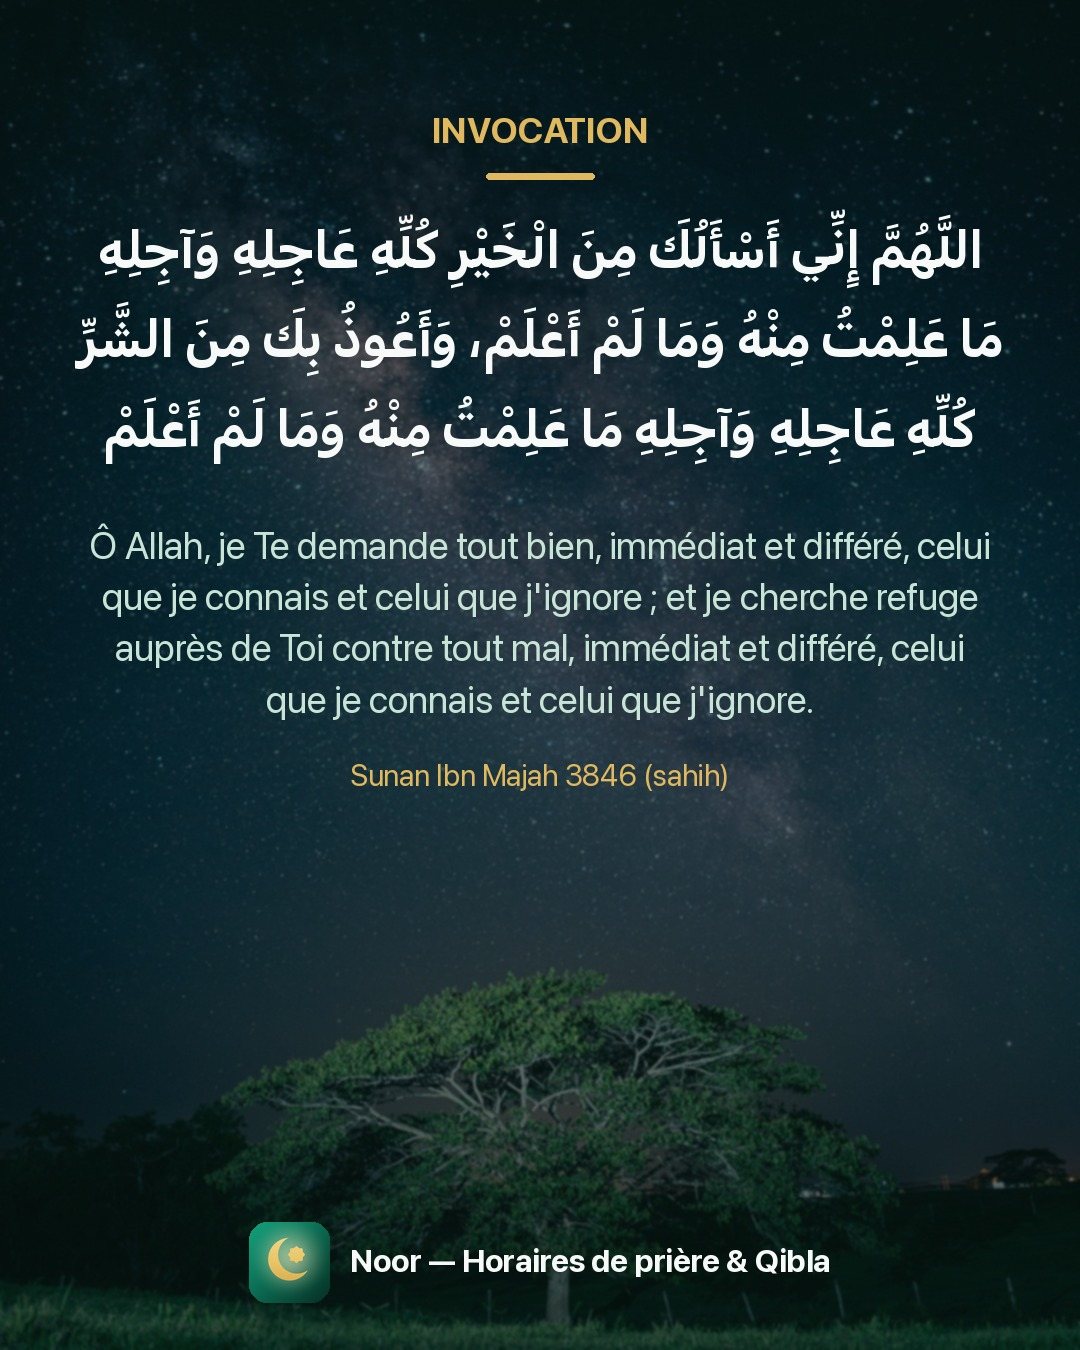 INVOCATION
اللَّهُمَّ إِنِّي أَسْأَلُكَ مِنَ الْخَيْرِ كُلِّهِ عَاجِلِهِ وَآجِلِهِ
مَا عَلِمْتُ مِنْهُ وَمَا لَمْ أَعْلَمْ، وَأَعُوذُ بِكَ مِنَ الشَّرِّ
كُلِّهِ عَاجِلِهِ وَآجِلِهِ مَا عَلِمْتُ مِنْهُ وَمَا لَمْ أَعْلَمْ
Ô Allah, je Te demande tout bien, immédiat et différé, celui
que je connais et celui que j'ignore ; et je cherche refuge
auprès de Toi contre tout mal, immédiat et différé, celui
que je connais et celui que j'ignore.
Sunan Ibn Majah 3846 (sahih)
Noor — Horaires de prière & Qibla